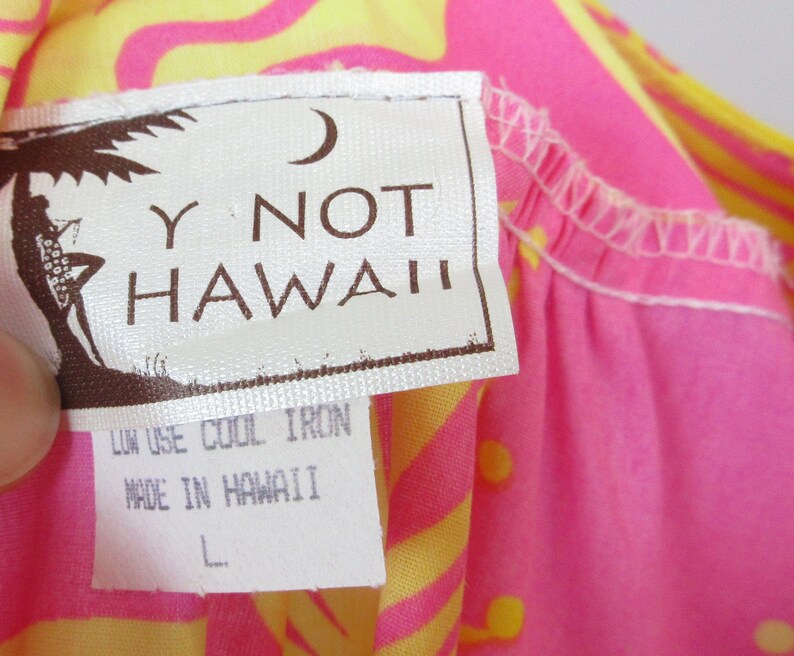 Y NOT
HAWAII
LOW USE COOL IRON
MADE IN HAWAII
L.